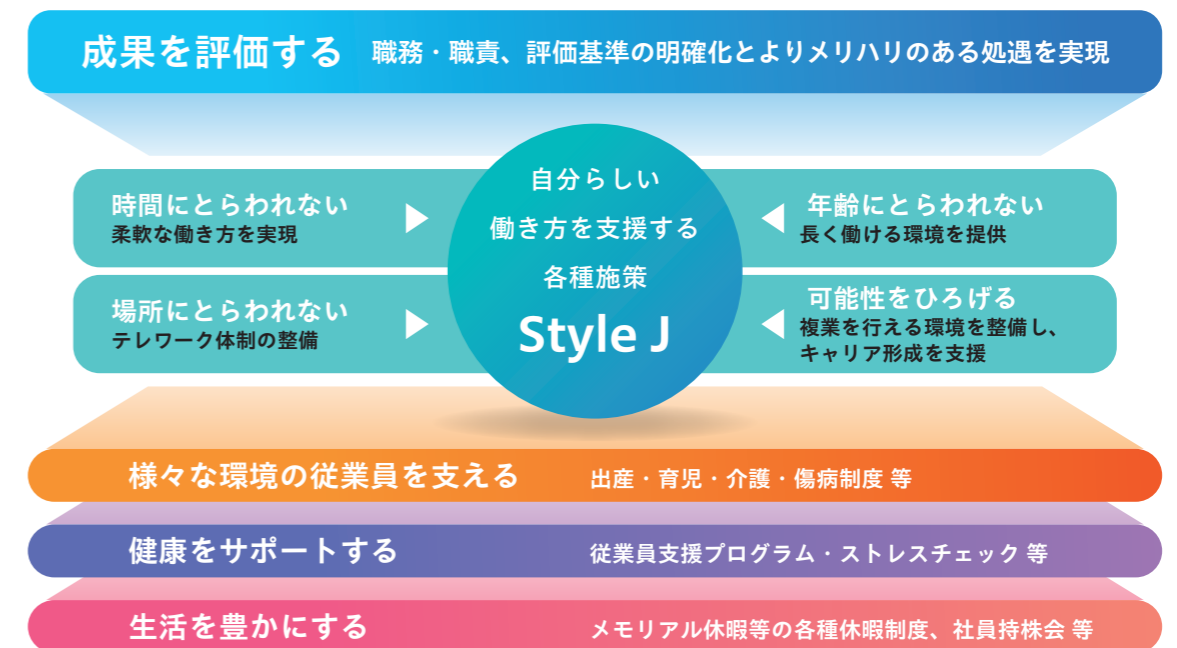 成果を評価する 職務・職責、評価基準の明確化とよりメリハリのある処遇を実現
自分らしい
働き方を支援する
各種施策
Style J
時間にとらわれない
柔軟な働き方を実現
場所にとらわれない
テレワーク体制の整備
年齢にとらわれない
長く働ける環境を提供
可能性をひろげる
複業を行える環境を整備し、
キャリア形成を支援
様々な環境の従業員を支える 出産・育児・介護・傷病制度 等
健康をサポートする 従業員支援プログラム・ストレスチェック 等
生活を豊かにする メモリアル休暇等の各種休暇制度、社員持株会 等